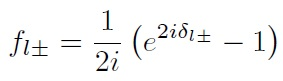 f_{l\pm} = \frac{1}{2i} \left( e^{2i\delta_{l\pm}} - 1 \right)